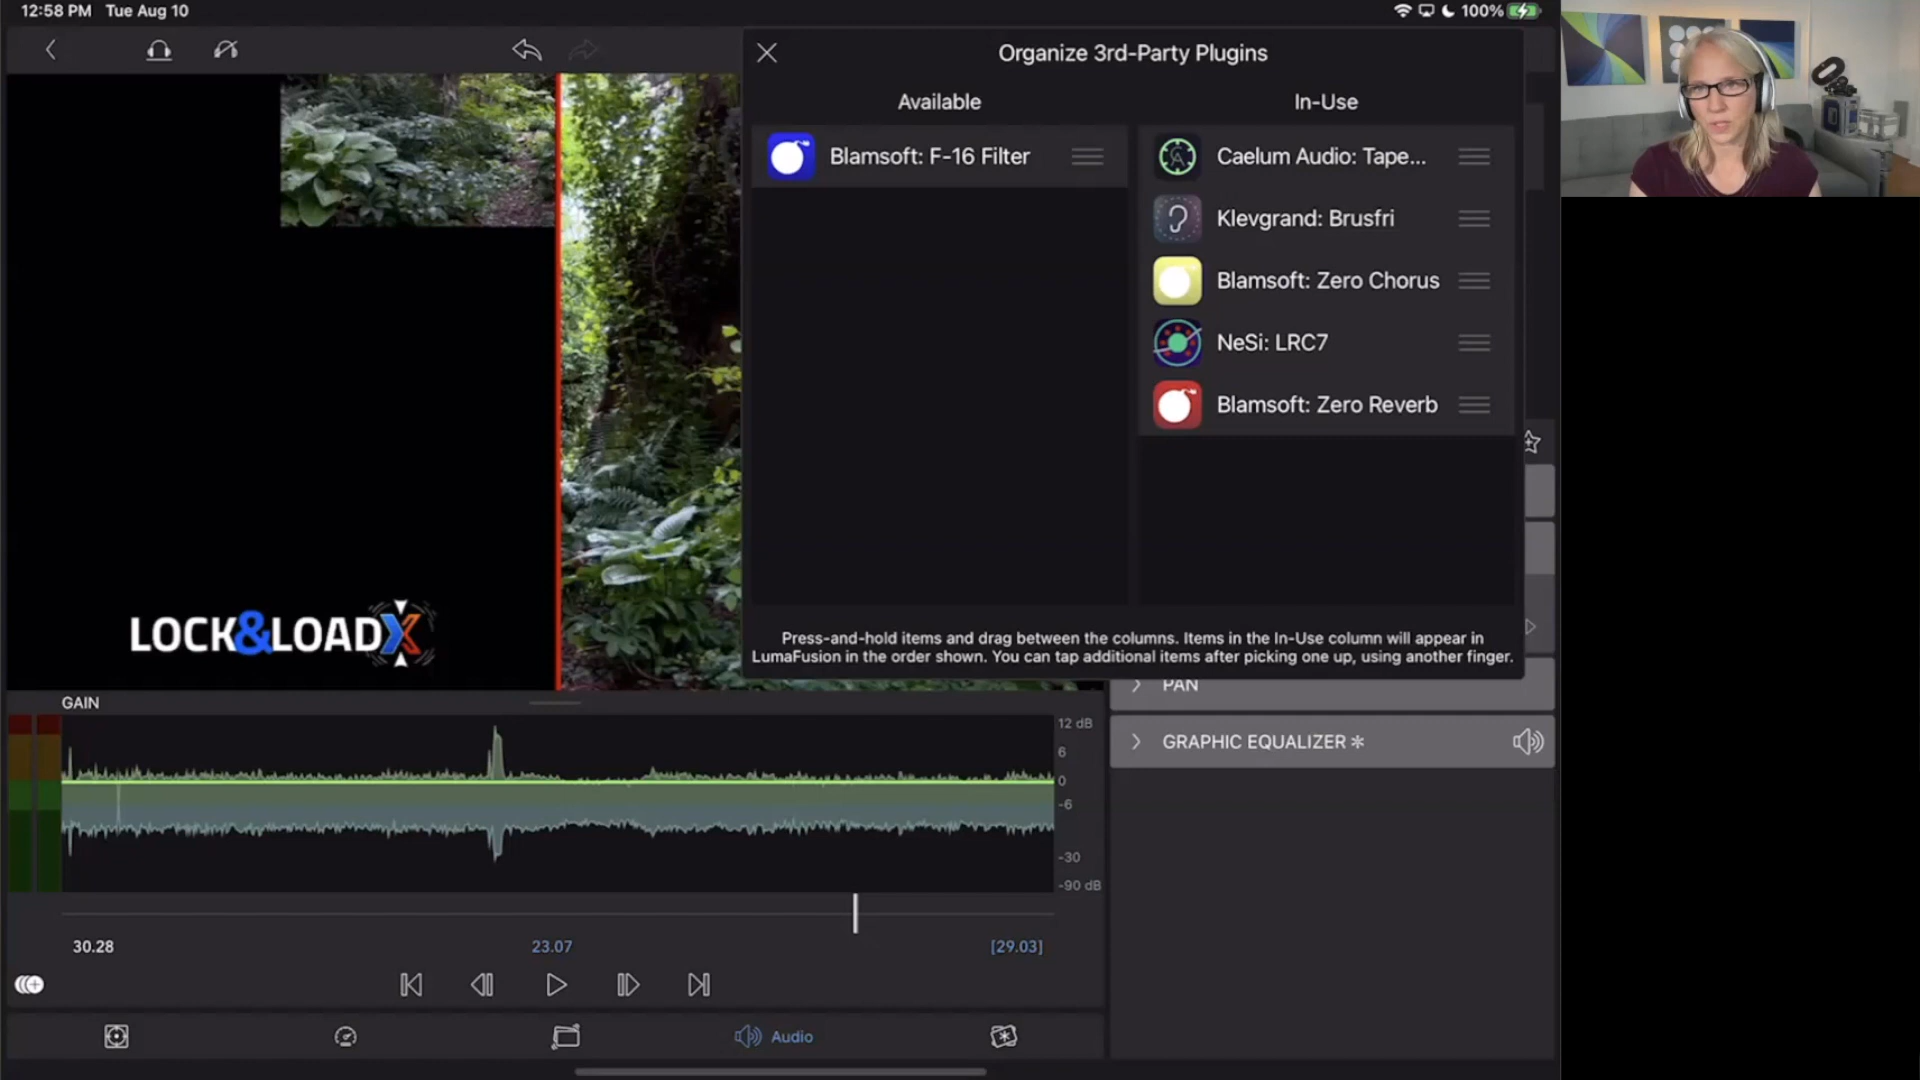 12:58 PM Tue Aug 10
100%
Organize 3rd-Party Plugins
Available
In-Use
Blamsoft: F-16 Filter
Caelum Audio: Tape...
Klevgrand: Brusfri
Blamsoft: Zero Chorus
NeSi: LRC7
Blamsoft: Zero Reverb
Press-and-hold items and drag between the columns. Items in the In-Use column will appear in
LumaFusion in the order shown. You can tap additional items after picking one up, using another finger.
LOCK&LOADX
PAN
GRAPHIC EQUALIZER *
GAIN
12 dB
6
0
-6
-30
-90 dB
30.28
23.07
[29.03]
Audio